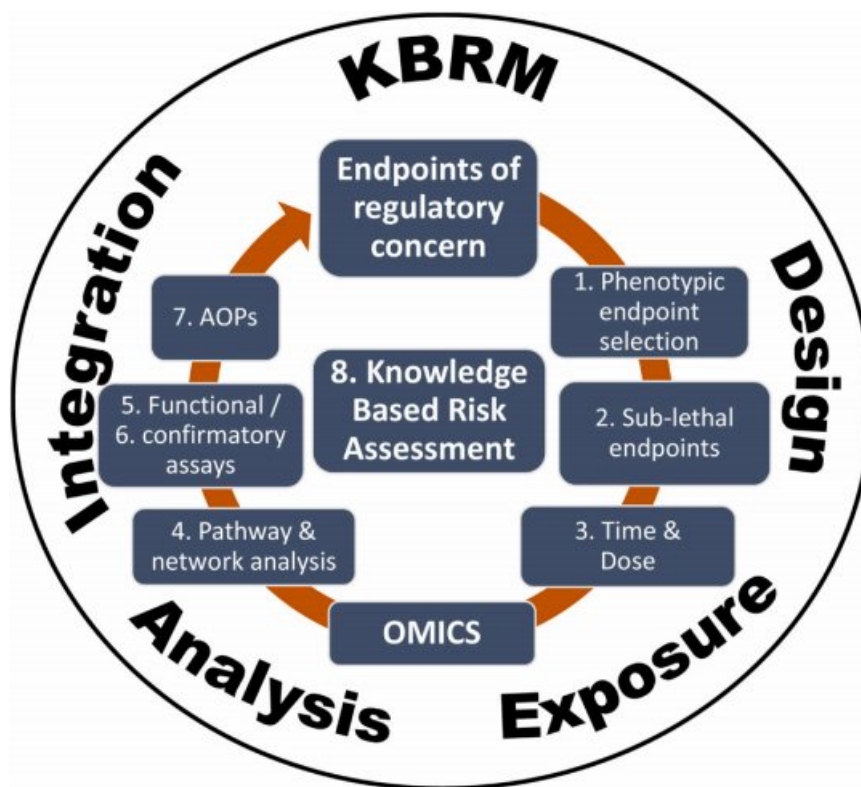 KBRM
Endpoints of
regulatory
concern
Design
1. Phenotypic
endpoint
selection
2. Sub-lethal
endpoints
3. Time &
Dose
Exposure
OMICS
Analysis
4. Pathway &
network analysis
5. Functional /
6. confirmatory
assays
Integration
7. AOPs
8. Knowledge
Based Risk
Assessment